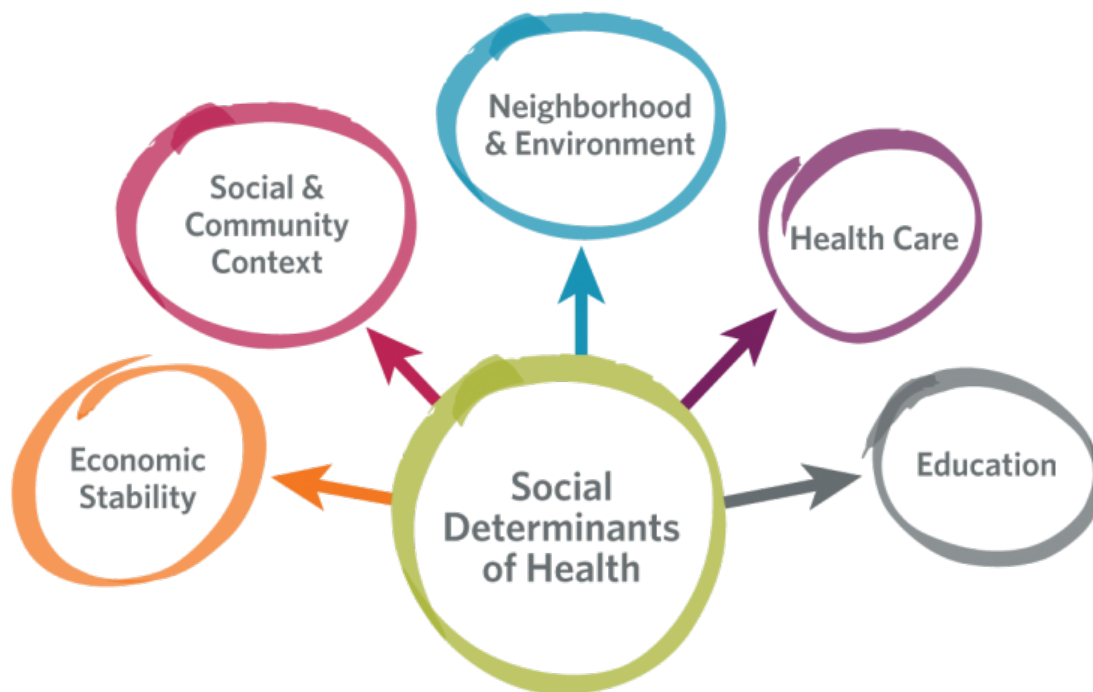 Neighborhood
& Environment
Social &
Community
Context
Health Care
Economic
Stability
Education
Social
Determinants
of Health